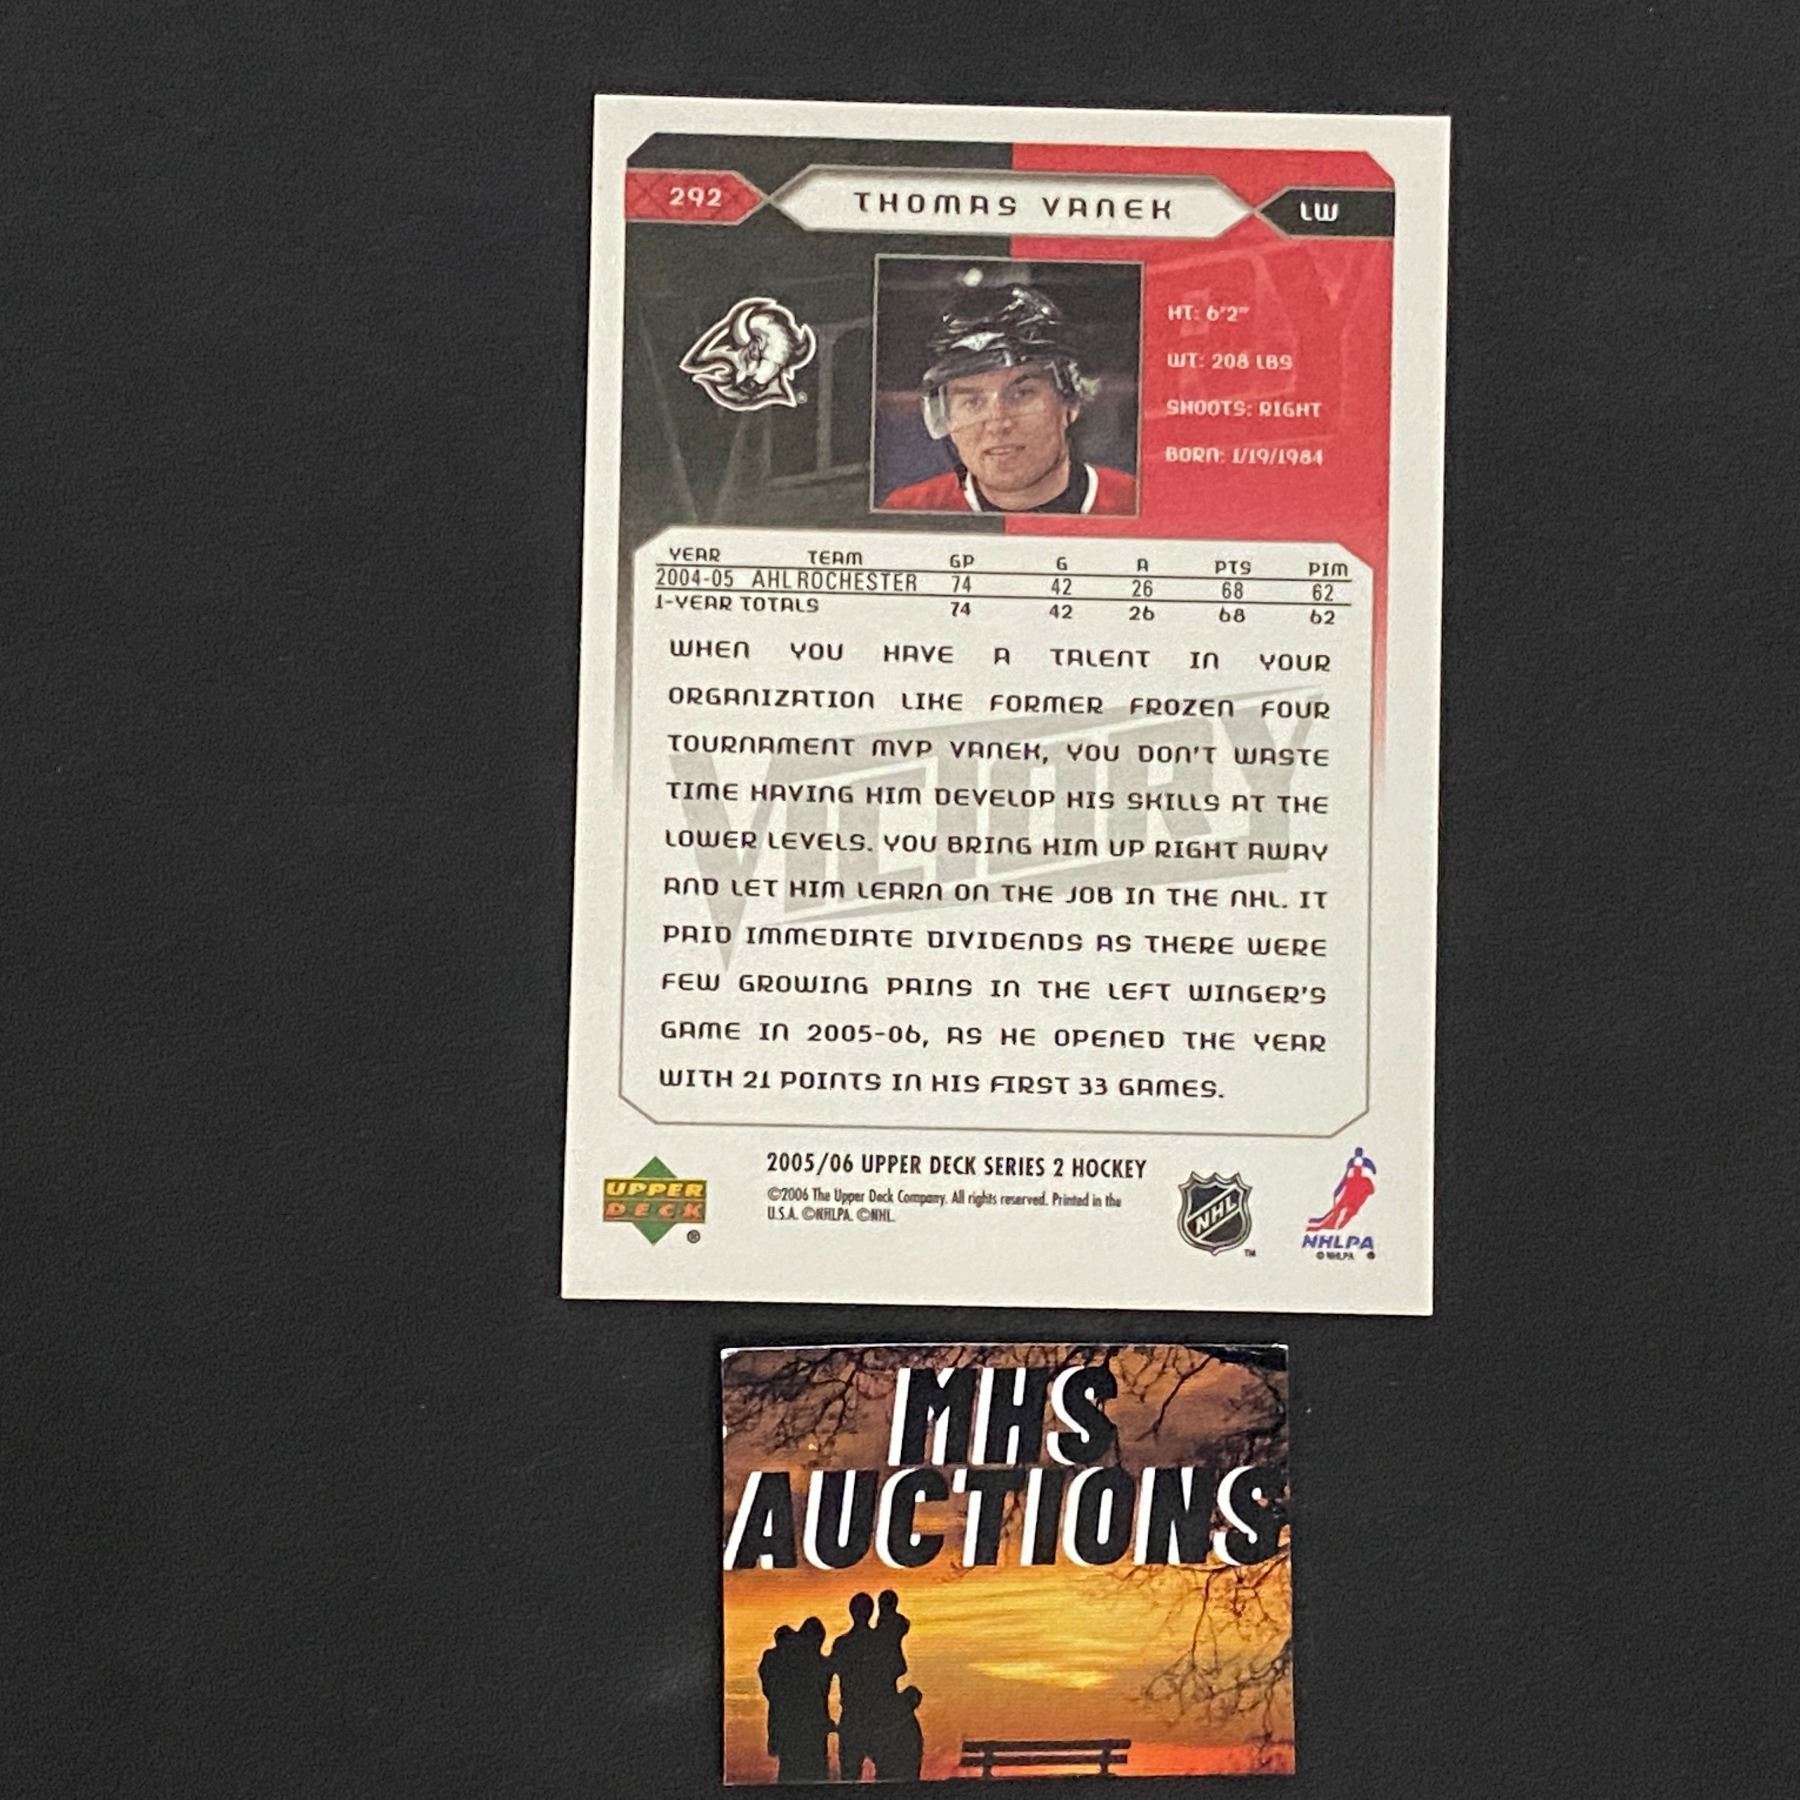 292 THOMAS VANEK LW
HT: 6'2"
WT: 208 LBS
SHOOTS: RIGHT
BORN: 1/19/1984
YEAR TEAM GP G A PTS PIM
2004-05 AHL ROCHESTER 74 42 26 68 62
1-YEAR TOTALS 74 42 26 68 62
WHEN YOU HAVE A TALENT IN YOUR
ORGANIZATION LIKE FORMER FROZEN FOUR
TOURNAMENT MVP VANEK, YOU DON'T WASTE
TIME HAVING HIM DEVELOP HIS SKILLS AT THE
LOWER LEVELS. YOU BRING HIM UP RIGHT AWAY
AND LET HIM LEARN ON THE JOB IN THE NHL. IT
PAID IMMEDIATE DIVIDENDS AS THERE WERE
FEW GROWING PAINS IN THE LEFT WINGER'S
GAME IN 2005-06, AS HE OPENED THE YEAR
WITH 21 POINTS IN HIS FIRST 33 GAMES.
VICTORY
UPPER
DECK
®
2005/06 UPPER DECK SERIES 2 HOCKEY
©2006 The Upper Deck Company. All rights reserved. Printed in the
U.S.A. ©NHLPA. ©NHL.
NHL
TM
NHLPA
© NHLPA ®
MHS
AUCTIONS